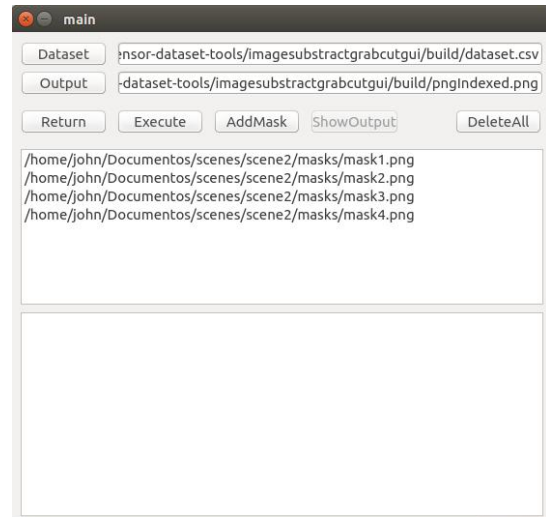 main
Dataset ensor-dataset-tools/imagesubstractgrabcutgui/build/dataset.csv
Output -dataset-tools/imagesubstractgrabcutgui/build/pngIndexed.png
Return Execute AddMask ShowOutput DeleteAll
/home/john/Documentos/scenes/scene2/masks/mask1.png
/home/john/Documentos/scenes/scene2/masks/mask2.png
/home/john/Documentos/scenes/scene2/masks/mask3.png
/home/john/Documentos/scenes/scene2/masks/mask4.png